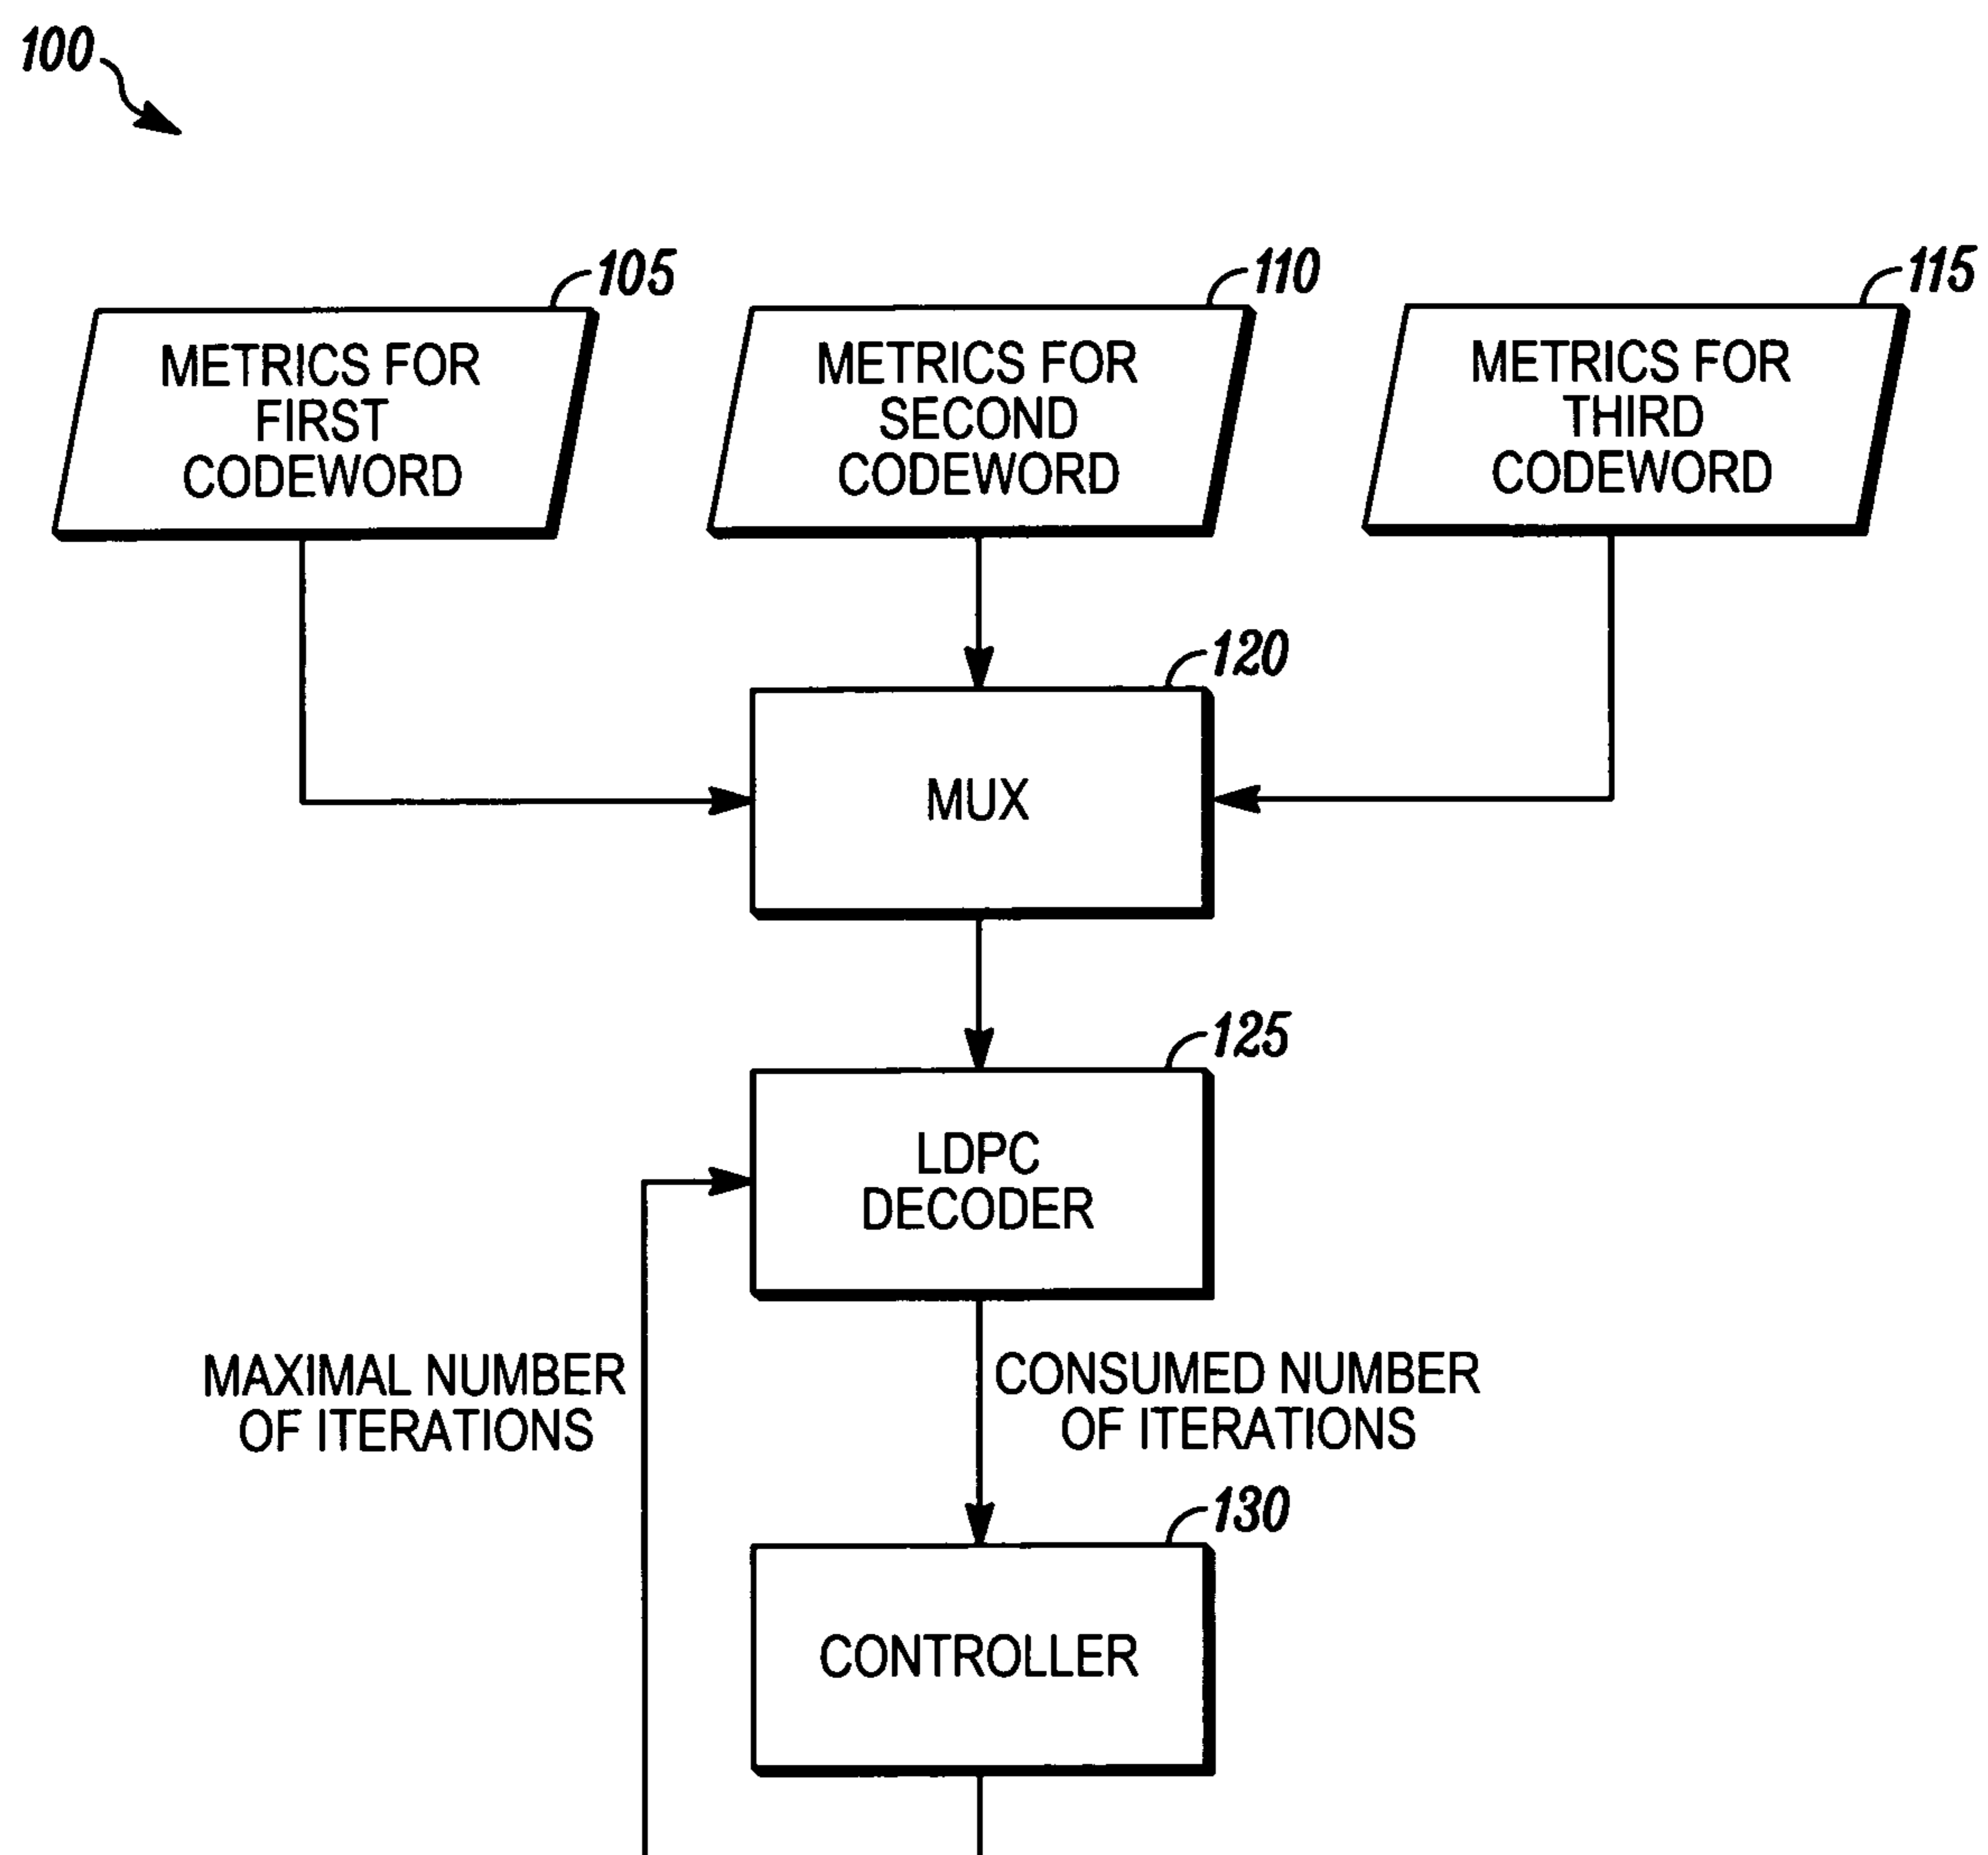 100
105
110
115
METRICS FOR
FIRST
CODEWORD
METRICS FOR
SECOND
CODEWORD
METRICS FOR
THIRD
CODEWORD
120
MUX
125
LDPC
DECODER
MAXIMAL NUMBER
OF ITERATIONS
CONSUMED NUMBER
OF ITERATIONS
130
CONTROLLER